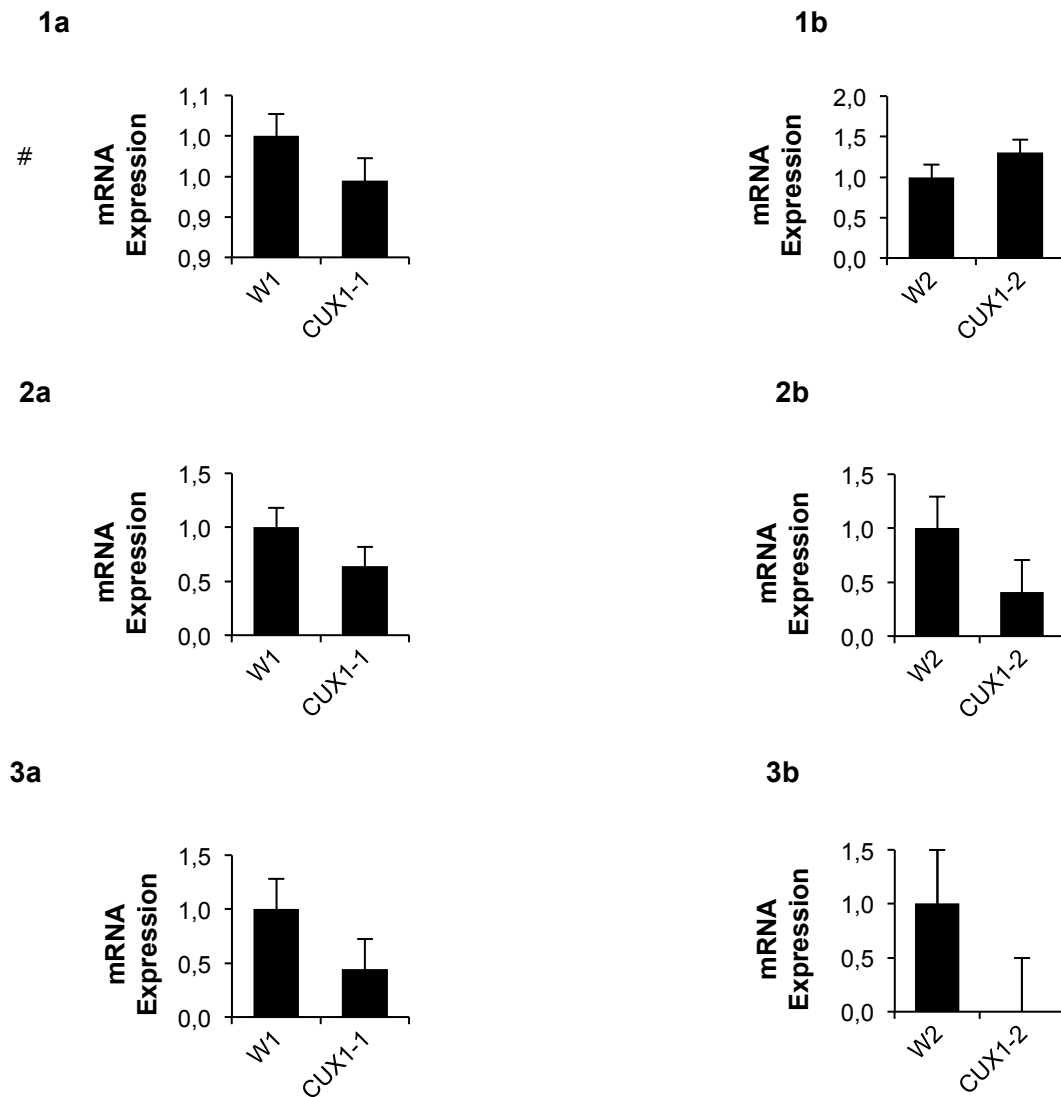 1a
1b
#
mRNA
Expression
1,1
1,0
1,0
0,9
0,9
W1
CUX1-1
mRNA
Expression
2,0
1,5
1,0
0,5
0,0
W2
CUX1-2
2a
2b
mRNA
Expression
1,5
1,0
0,5
0,0
W1
CUX1-1
mRNA
Expression
1,5
1,0
0,5
0,0
W2
CUX1-2
3a
3b
mRNA
Expression
1,5
1,0
0,5
0,0
W1
CUX1-1
mRNA
Expression
1,5
1,0
0,5
0,0
W2
CUX1-2